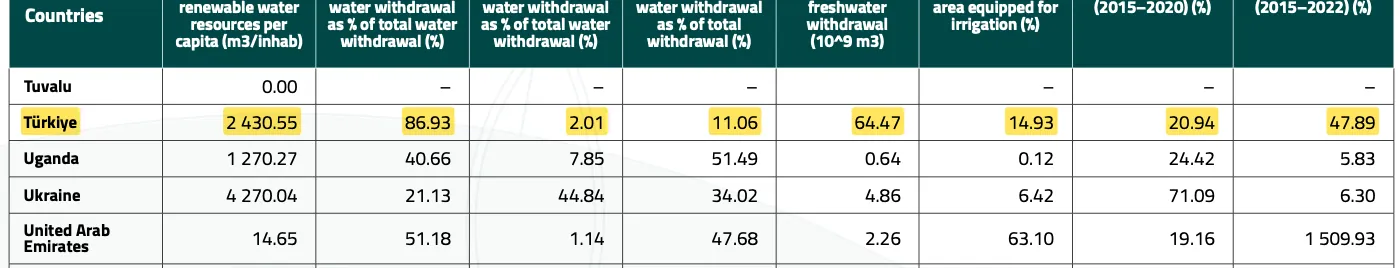 Countries
renewable water resources per capita (m3/inhab)
water withdrawal as % of total water withdrawal (%)
water withdrawal as % of total water withdrawal (%)
water withdrawal as % of total withdrawal (%)
freshwater withdrawal (10^9 m3)
area equipped for irrigation (%)
(2015–2020) (%)
(2015–2022) (%)
Tuvalu 0.00 – – – – – –
Türkiye 2 430.55 86.93 2.01 11.06 64.47 14.93 20.94 47.89
Uganda 1 270.27 40.66 7.85 51.49 0.64 0.12 24.42 5.83
Ukraine 4 270.04 21.13 44.84 34.02 4.86 6.42 71.09 6.30
United Arab Emirates 14.65 51.18 1.14 47.68 2.26 63.10 19.16 1 509.93